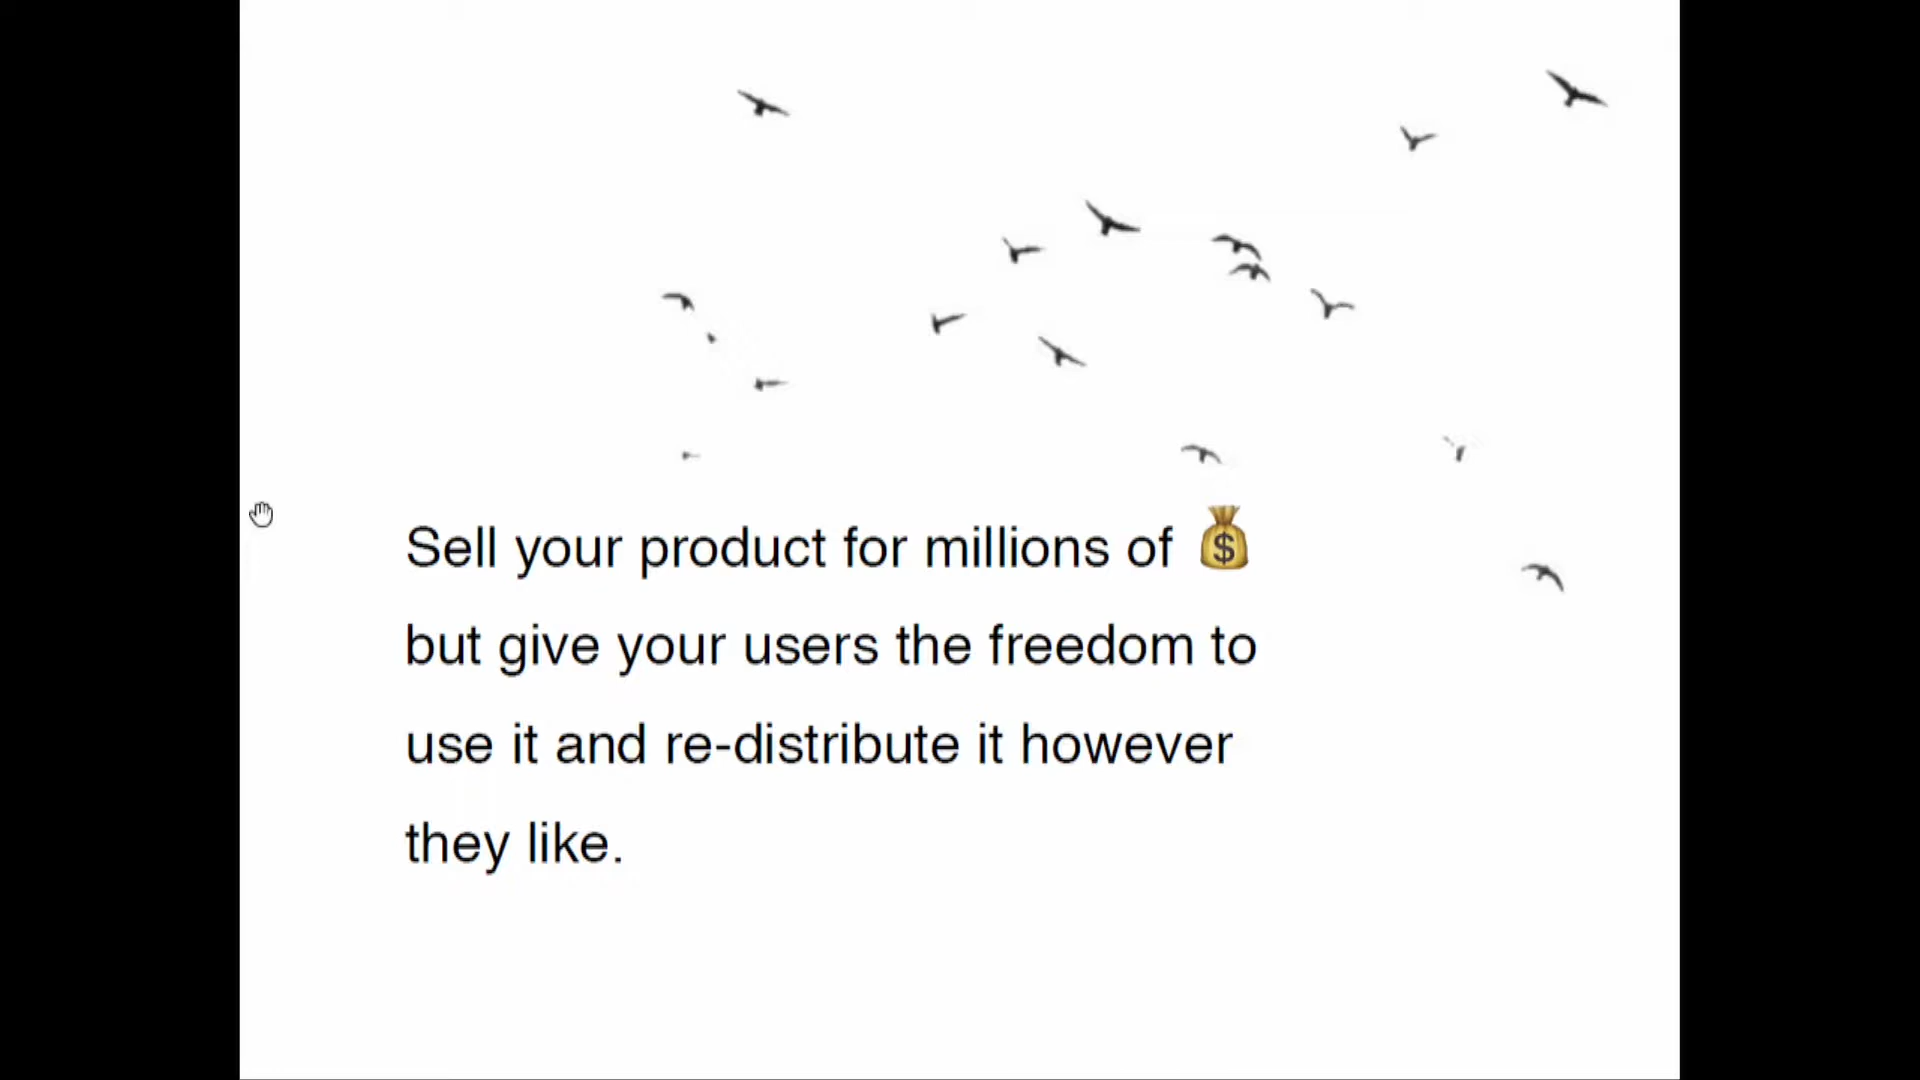 Sell your product for millions of 💰
but give your users the freedom to
use it and re-distribute it however
they like.